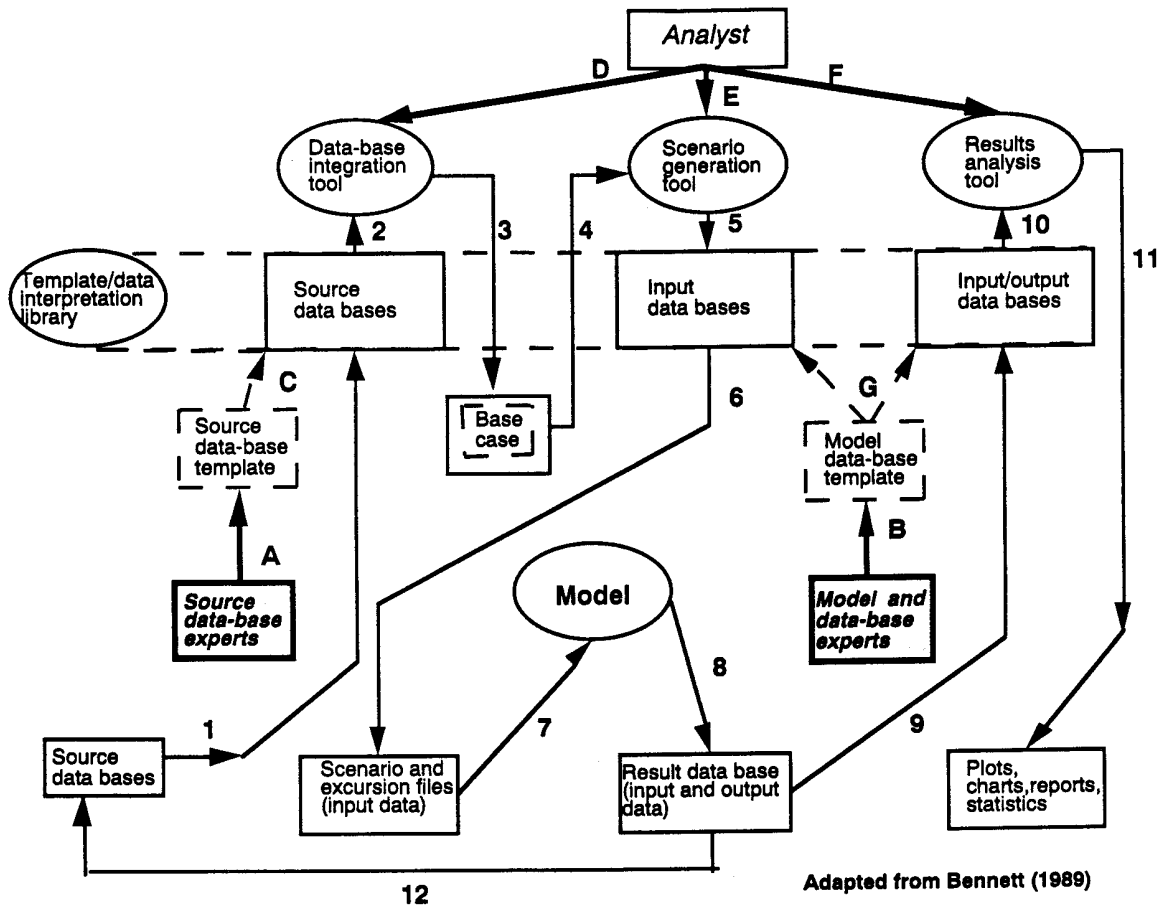 Analyst
D
E
F
Data-base
integration
tool
Scenario
generation
tool
Results
analysis
tool
2
3
4
5
10
11
Template/data
interpretation
library
Source
data bases
Input
data bases
Input/output
data bases
C
6
G
Source
data-base
template
Base
case
Model
data-base
template
A
B
Source
data-base
experts
Model
Model and
data-base
experts
1
7
8
9
Source
data bases
Scenario and
excursion files
(input data)
Result data base
(input and output
data)
Plots,
charts,reports,
statistics
12
Adapted from Bennett (1989)